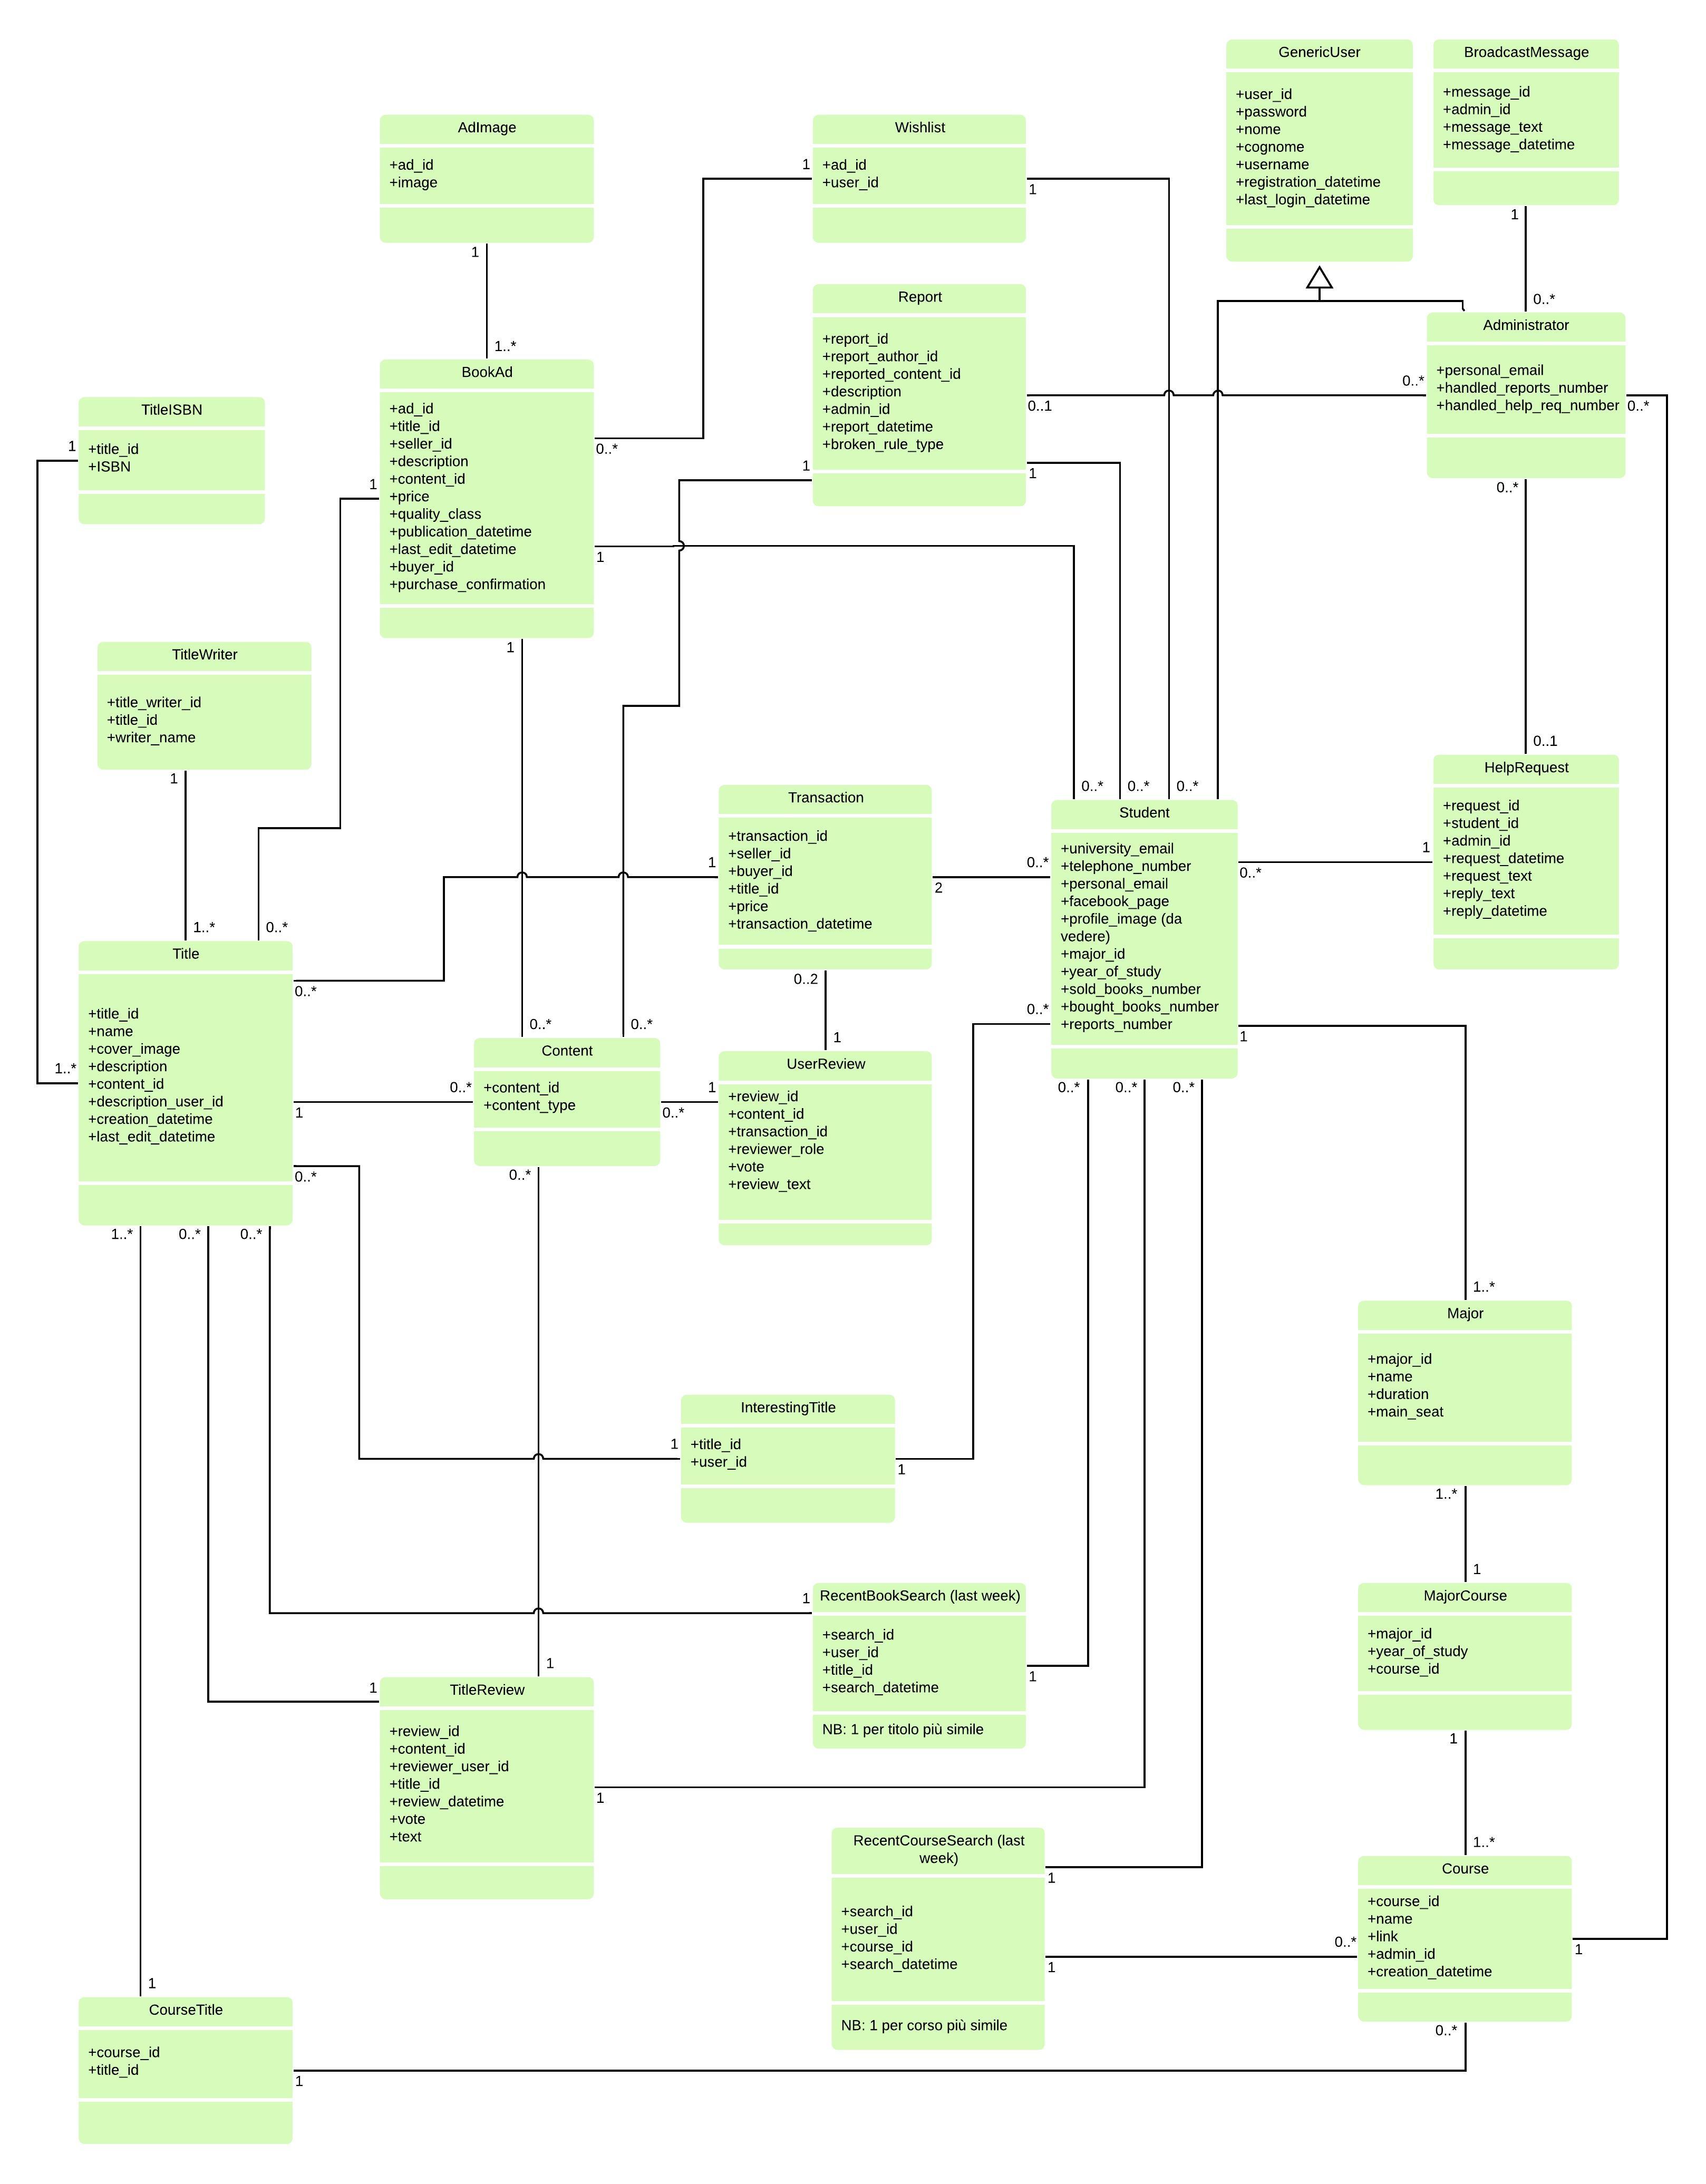 GenericUser
+user_id
+password
+nome
+cognome
+username
+registration_datetime
+last_login_datetime
BroadcastMessage
+message_id
+admin_id
+message_text
+message_datetime
1
0..*
AdImage
+ad_id
+image
1
1..*
Wishlist
+ad_id
+user_id
1
1
Report
+report_id
+report_author_id
+reported_content_id
+description
+admin_id
+report_datetime
+broken_rule_type
0..1
1
1
Administrator
+personal_email
+handled_reports_number
+handled_help_req_number
0..*
0..*
0..*
BookAd
+ad_id
+title_id
+seller_id
+description
+content_id
+price
+quality_class
+publication_datetime
+last_edit_datetime
+buyer_id
+purchase_confirmation
0..*
1
1
1
TitleISBN
+title_id
+ISBN
1
TitleWriter
+title_writer_id
+title_id
+writer_name
1
1..*
0..*
Transaction
+transaction_id
+seller_id
+buyer_id
+title_id
+price
+transaction_datetime
1
2
0..2
1
0..*
0..*
0..*
Student
+university_email
+telephone_number
+personal_email
+facebook_page
+profile_image (da
vedere)
+major_id
+year_of_study
+sold_books_number
+bought_books_number
+reports_number
0..*
0..*
0..*
1
0..*
0..*
0..*
0..1
HelpRequest
+request_id
+student_id
+admin_id
+request_datetime
+request_text
+reply_text
+reply_datetime
1
Title
+title_id
+name
+cover_image
+description
+content_id
+description_user_id
+creation_datetime
+last_edit_datetime
0..*
1..*
1
0..*
1..*
0..*
0..*
0..*
0..*
Content
+content_id
+content_type
0..*
0..*
0..*
UserReview
+review_id
+content_id
+transaction_id
+reviewer_role
+vote
+review_text
1
1..*
Major
+major_id
+name
+duration
+main_seat
1..*
1
InterestingTitle
+title_id
+user_id
1
1
RecentBookSearch (last week)
+search_id
+user_id
+title_id
+search_datetime
NB: 1 per titolo più simile
1
1
MajorCourse
+major_id
+year_of_study
+course_id
1
1..*
1
TitleReview
+review_id
+content_id
+reviewer_user_id
+title_id
+review_datetime
+vote
+text
1
1
RecentCourseSearch (last
week)
+search_id
+user_id
+course_id
+search_datetime
NB: 1 per corso più simile
1
1
Course
+course_id
+name
+link
+admin_id
+creation_datetime
0..*
1
0..*
1
CourseTitle
+course_id
+title_id
1